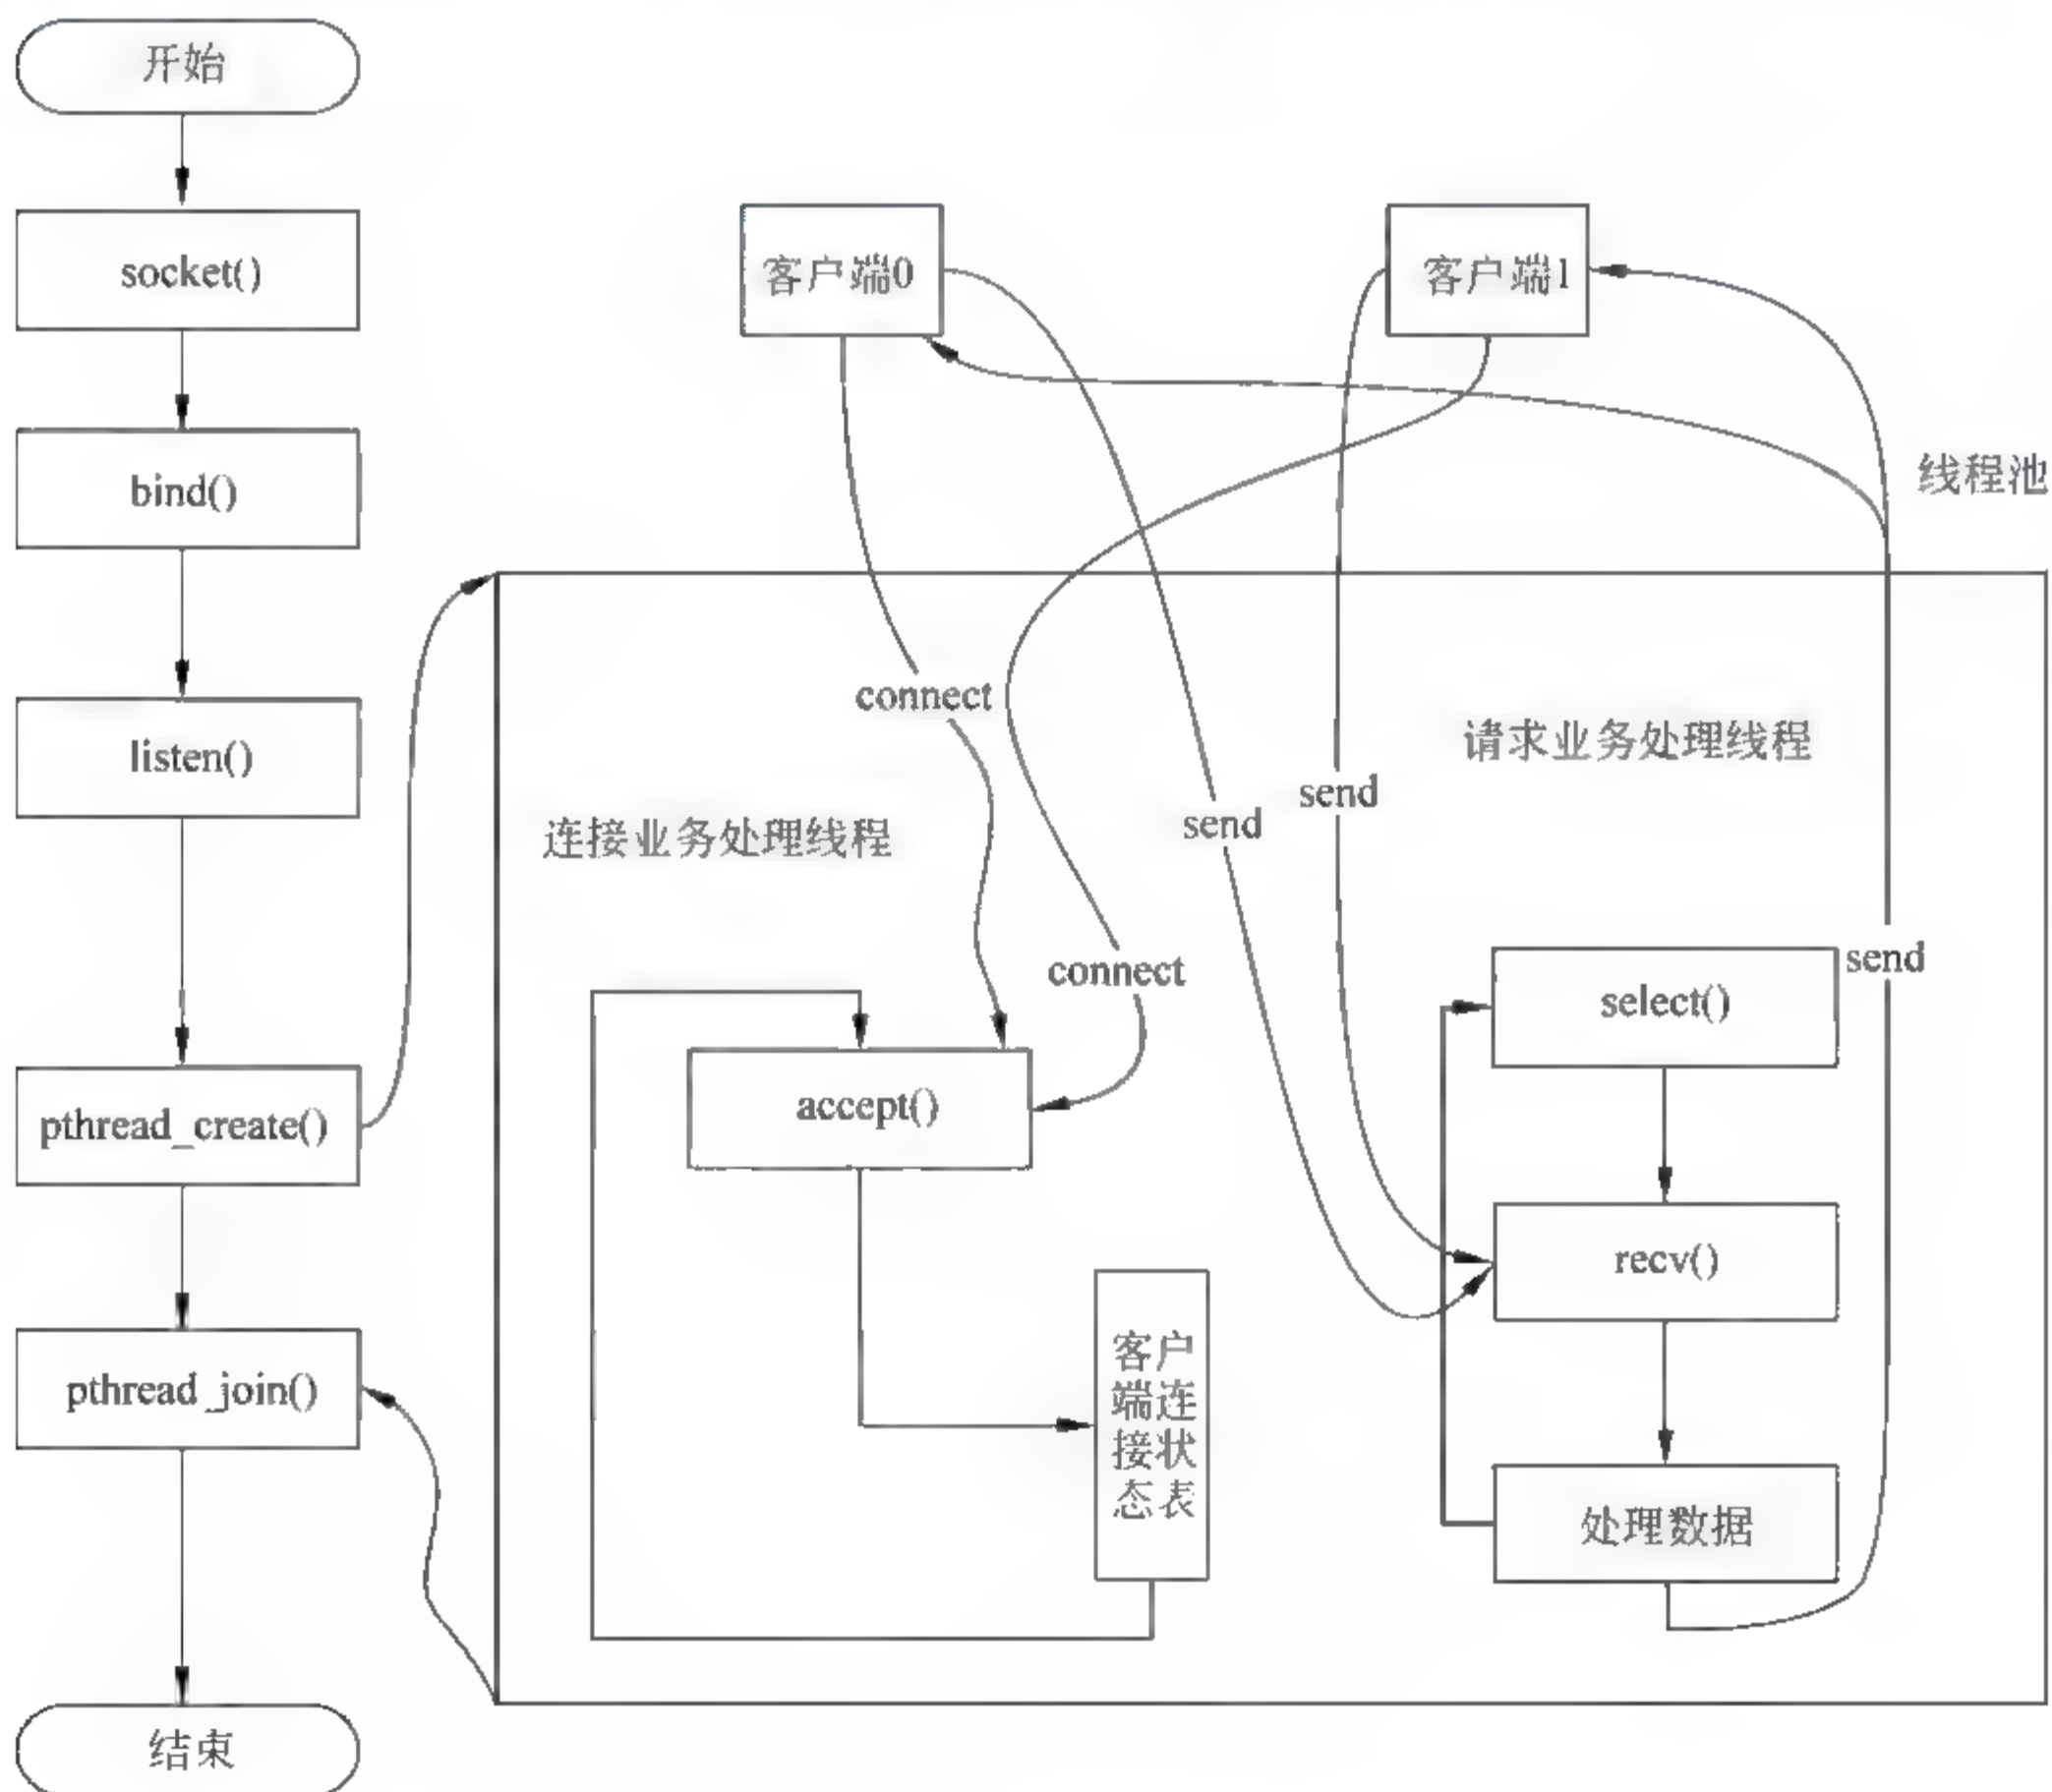 开始
socket()
客户端0
客户端1
bind()
线程池
listen()
connect
请求业务处理线程
send
send
连接业务处理线程
connect
send
select()
accept()
pthread_create()
recv()
pthread_join()
客户
端连
接状
态表
处理数据
结束